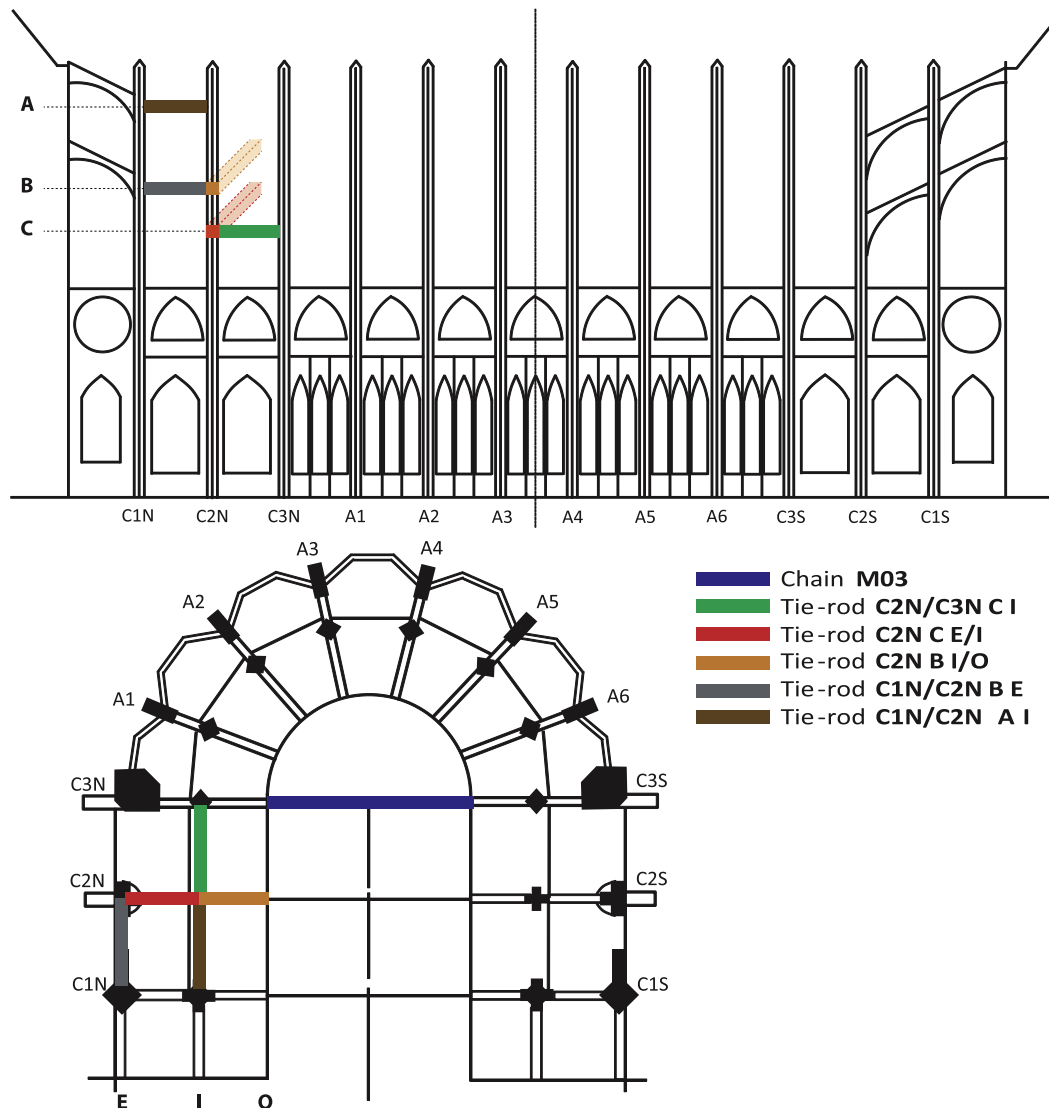 A
B
C
C1N C2N C3N A1 A2 A3 A4 A5 A6 C3S C2S C1S
A3 A4
A2 A5
A1 A6
C3N C3S
C2N C2S
C1N C1S
E I O
Chain M03
Tie-rod C2N/C3N C I
Tie-rod C2N C E/I
Tie-rod C2N B I/O
Tie-rod C1N/C2N B E
Tie-rod C1N/C2N A I